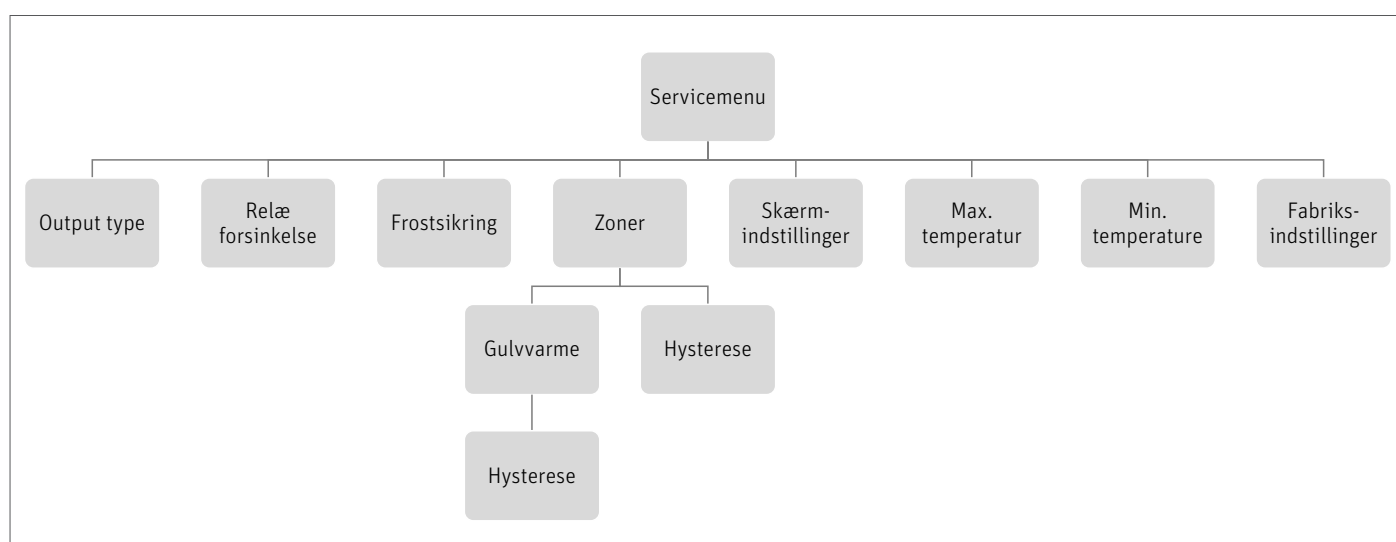 Servicemenu
Output type
Relæ
forsinkelse
Frostsikring
Zoner
Skærm-
indstillinger
Max.
temperatur
Min.
temperature
Fabriks-
indstillinger
Gulvvarme
Hysterese
Hysterese